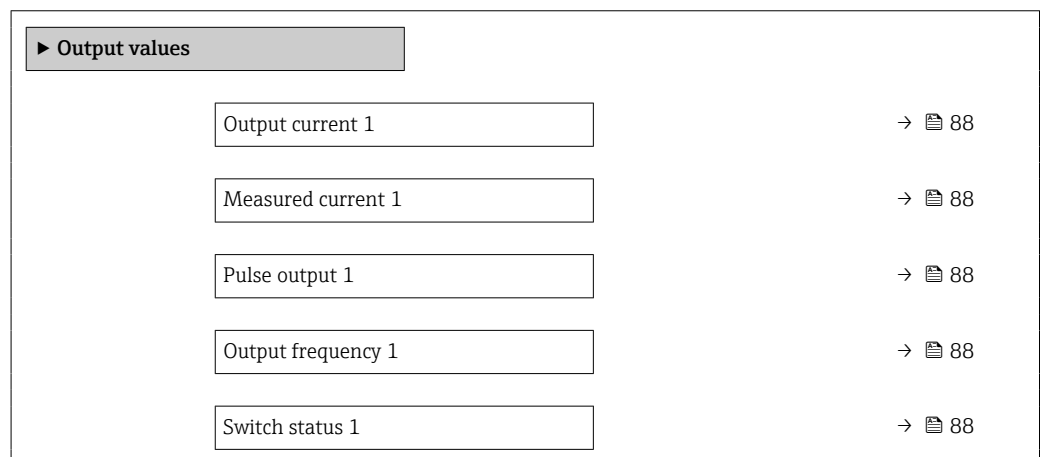 ▶ Output values
Output current 1 → 88
Measured current 1 → 88
Pulse output 1 → 88
Output frequency 1 → 88
Switch status 1 → 88